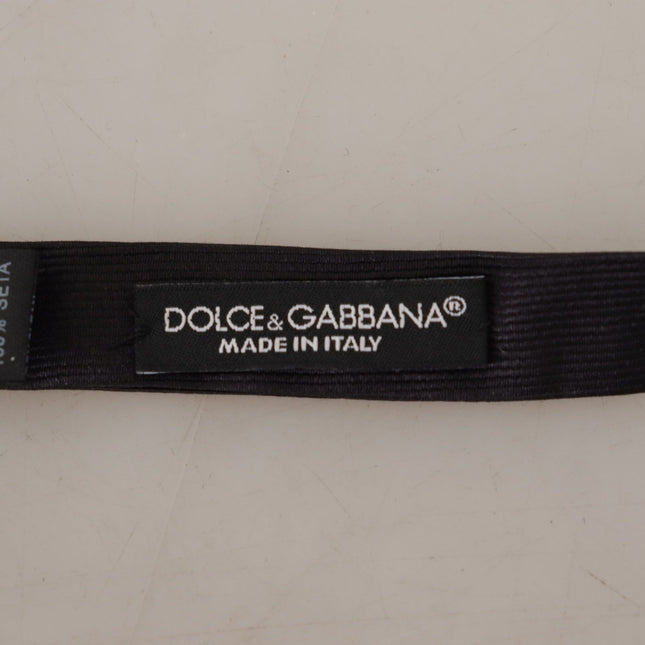 % SETA
DOLCE & GABBANA®
MADE IN ITALY